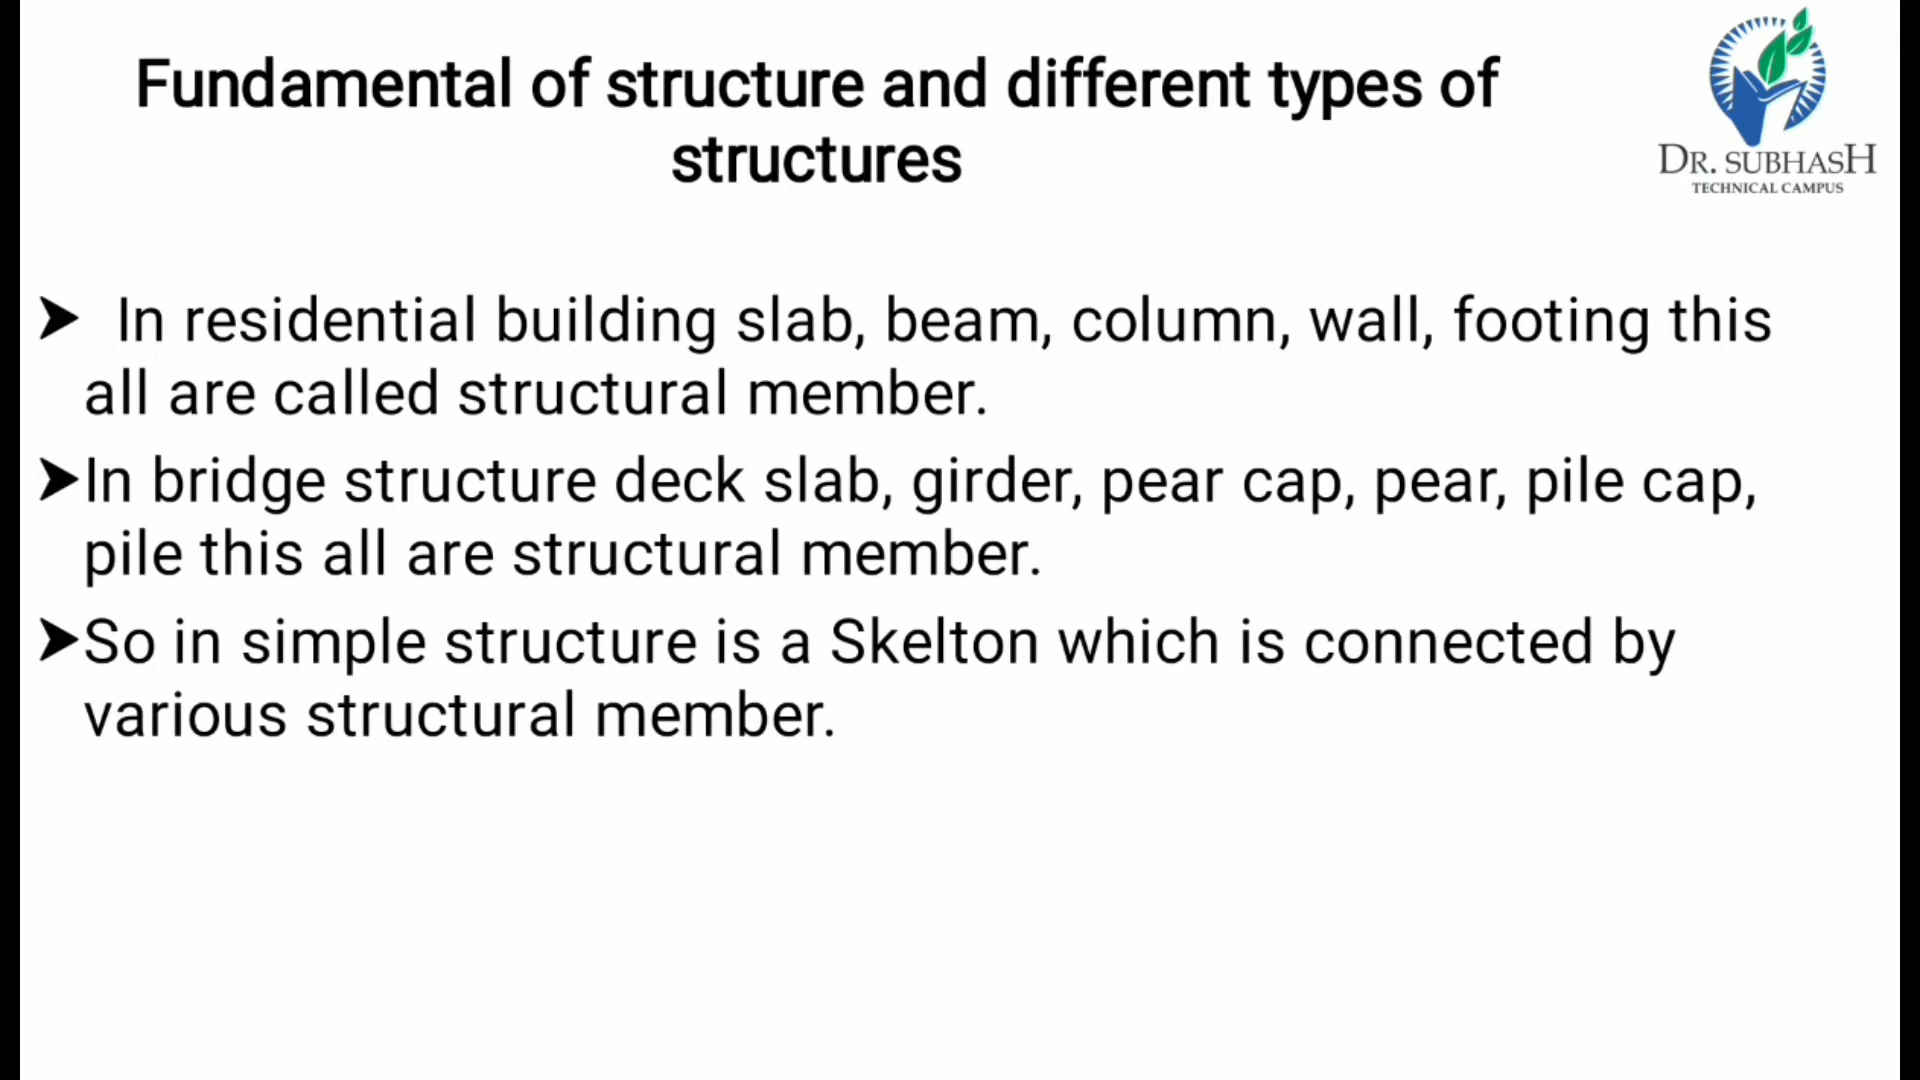 Fundamental of structure and different types of
structures
DR. SUBHASH
TECHNICAL CAMPUS
➤ In residential building slab, beam, column, wall, footing this
all are called structural member.
➤In bridge structure deck slab, girder, pear cap, pear, pile cap,
pile this all are structural member.
➤So in simple structure is a Skelton which is connected by
various structural member.